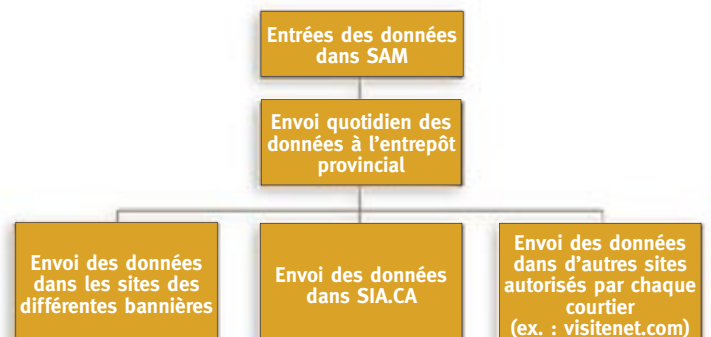 Entrées des données
dans SAM
Envoi quotidien des
données à l'entrepôt
provincial
Envoi des données
dans les sites des
différentes bannières
Envoi des données
dans SIA.CA
Envoi des données
dans d'autres sites
autorisés par chaque
courtier
(ex. : visitenet.com)